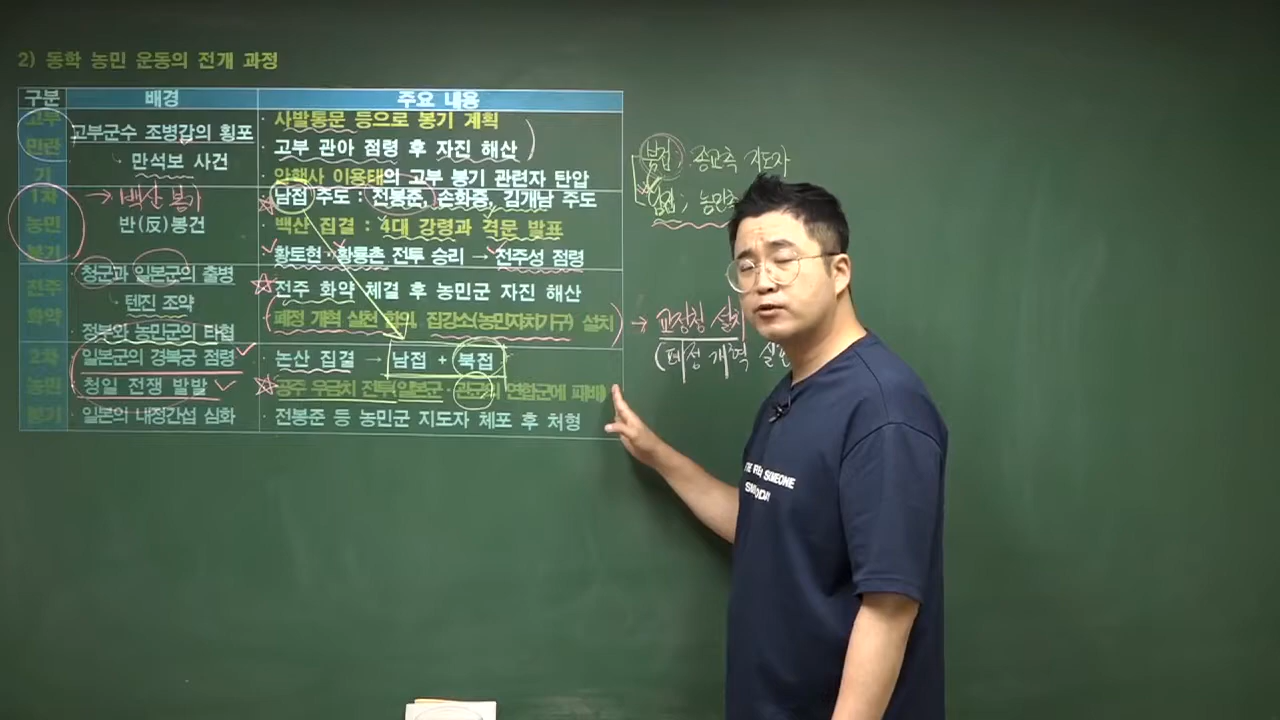 2) 동학 농민 운동의 전개 과정
구분 배경 주요 내용
고부 민란기
고부군수 조병갑의 횡포
만석보 사건
· 사발통문 등으로 봉기 계획
· 고부 관아 점령 후 자진 해산
· 안핵사 이용태의 고부 봉기 관련자 탄압
1차 농민 봉기
→ 백산 봉기
반(反)봉건
· 남접 주도 : 전봉준, 손화중, 김개남 주도
· 백산 집결 : 4대 강령과 격문 발표
· 황토현·황룡촌 전투 승리 → 전주성 점령
전주 화약
청군과 일본군의 출병
텐진 조약
정부와 농민군의 타협
· 전주 화약 체결 후 농민군 자진 해산
폐정 개혁 실천 합의, 집강소(농민자치기구) 설치
2차 농민 봉기
일본군의 경복궁 점령
청일 전쟁 발발
· 일본의 내정간섭 심화
· 논산 집결 → 남접 + 북접
· 공주 우금치 전투(일본군·관군의 연합군에 패배)
· 전봉준 등 농민군 지도자 체포 후 처형
북접 : 종교측 지도자
남접 ; 농민
→ 교정청 설치
(폐정 개혁
SOMEONE